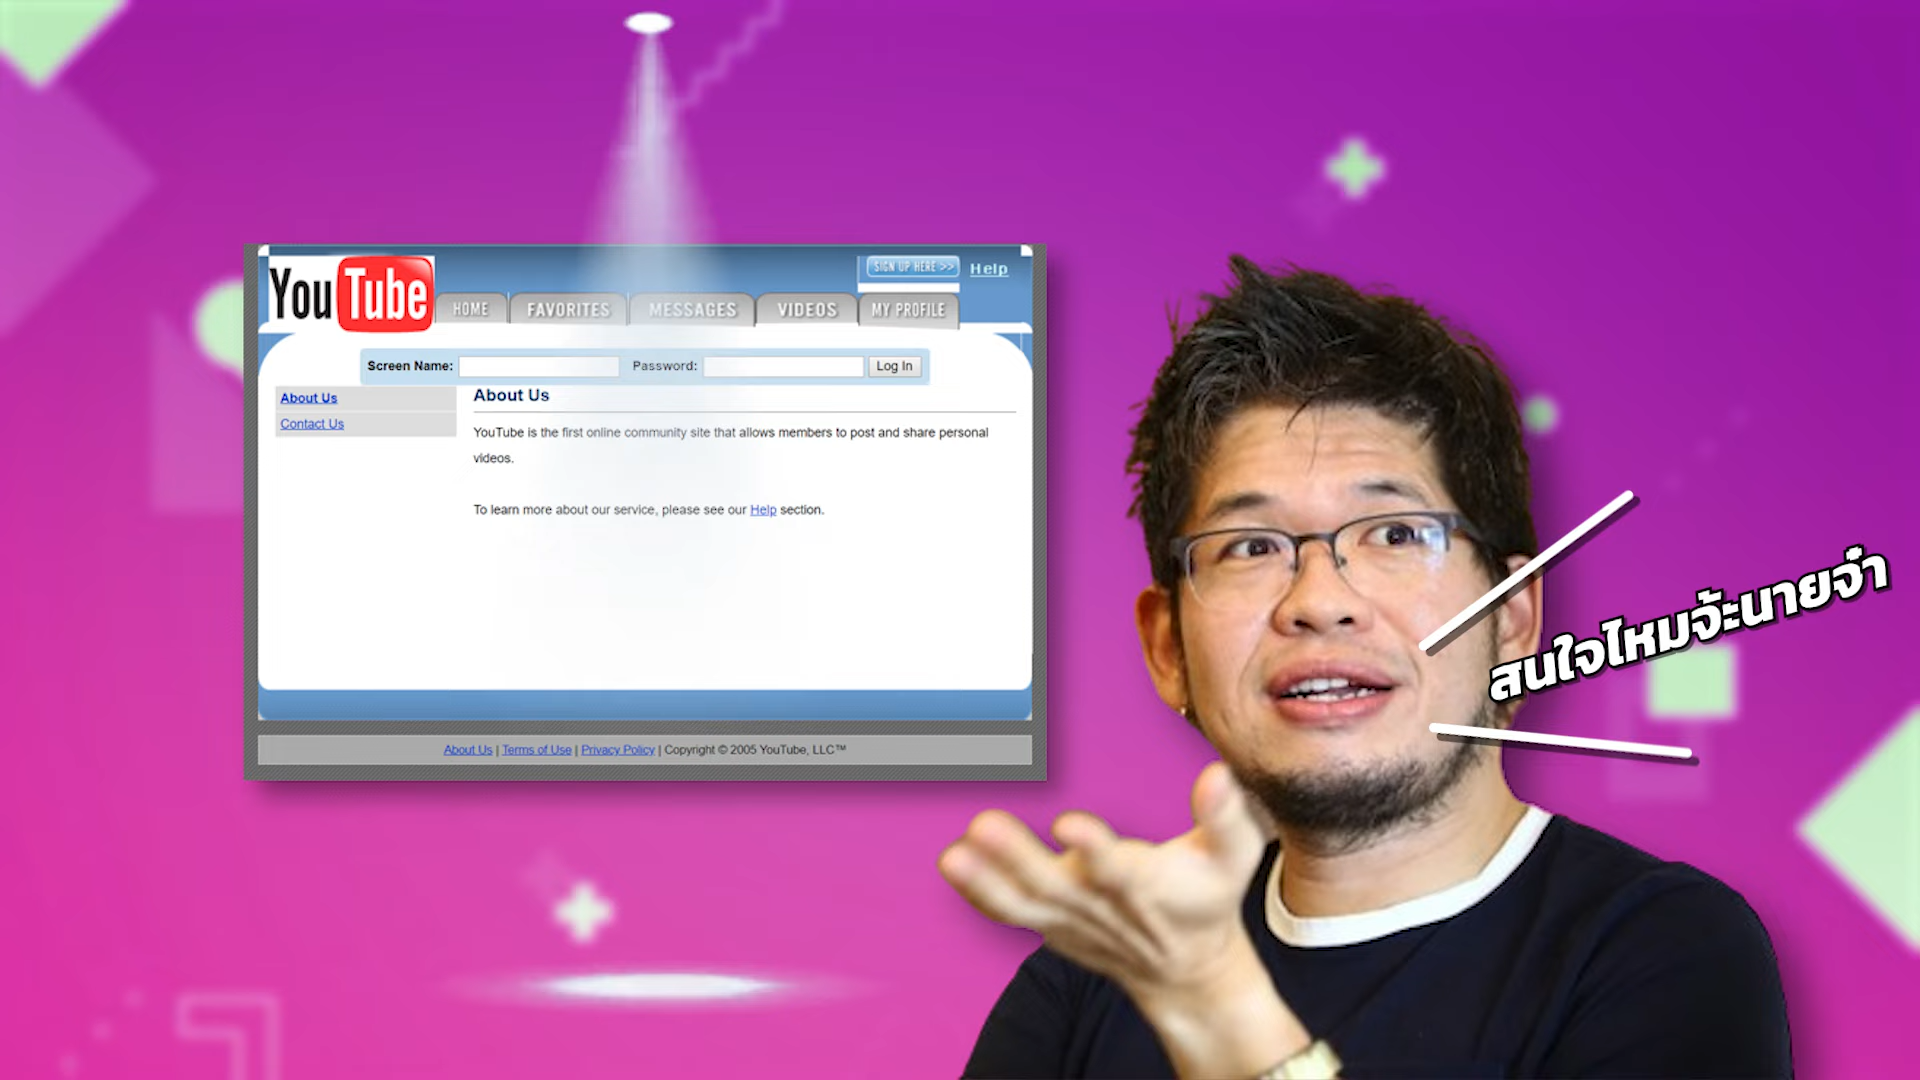 YouTube
SIGN UP HERE >>
Help
HOME
FAVORITES
MESSAGES
VIDEOS
MY PROFILE
Screen Name:
Password:
Log In
About Us
Contact Us
About Us
YouTube is the first online community site that allows members to post and share personal
videos.
To learn more about our service, please see our Help section.
About Us | Terms of Use | Privacy Policy | Copyright © 2005 YouTube, LLC™
สนใจไหมจ้ะนายจ๋า